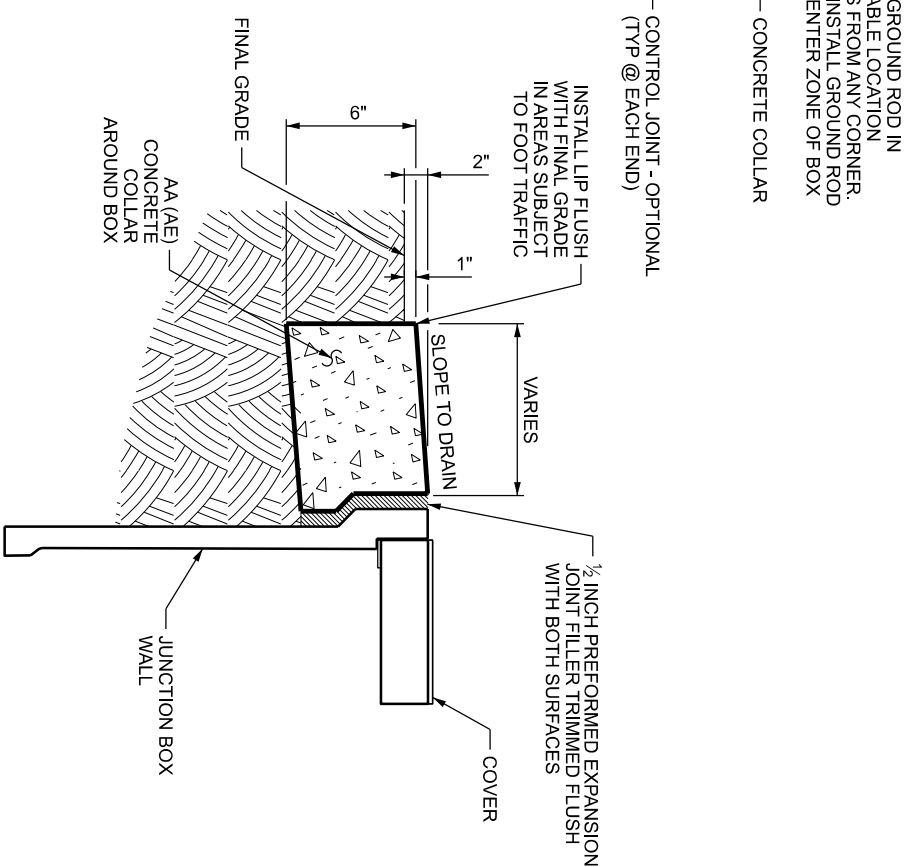 GROUND ROD IN
ABLE LOCATION
S FROM ANY CORNER.
INSTALL GROUND ROD
ENTER ZONE OF BOX
CONCRETE COLLAR
CONTROL JOINT - OPTIONAL
(TYP @ EACH END)
INSTALL LIP FLUSH
WITH FINAL GRADE
IN AREAS SUBJECT
TO FOOT TRAFFIC
FINAL GRADE
6"
2"
1"
AA (AE)
CONCRETE
COLLAR
AROUND BOX
VARIES
SLOPE TO DRAIN
½ INCH PREFORMED EXPANSION
JOINT FILLER TRIMMED FLUSH
WITH BOTH SURFACES
JUNCTION BOX
WALL
COVER